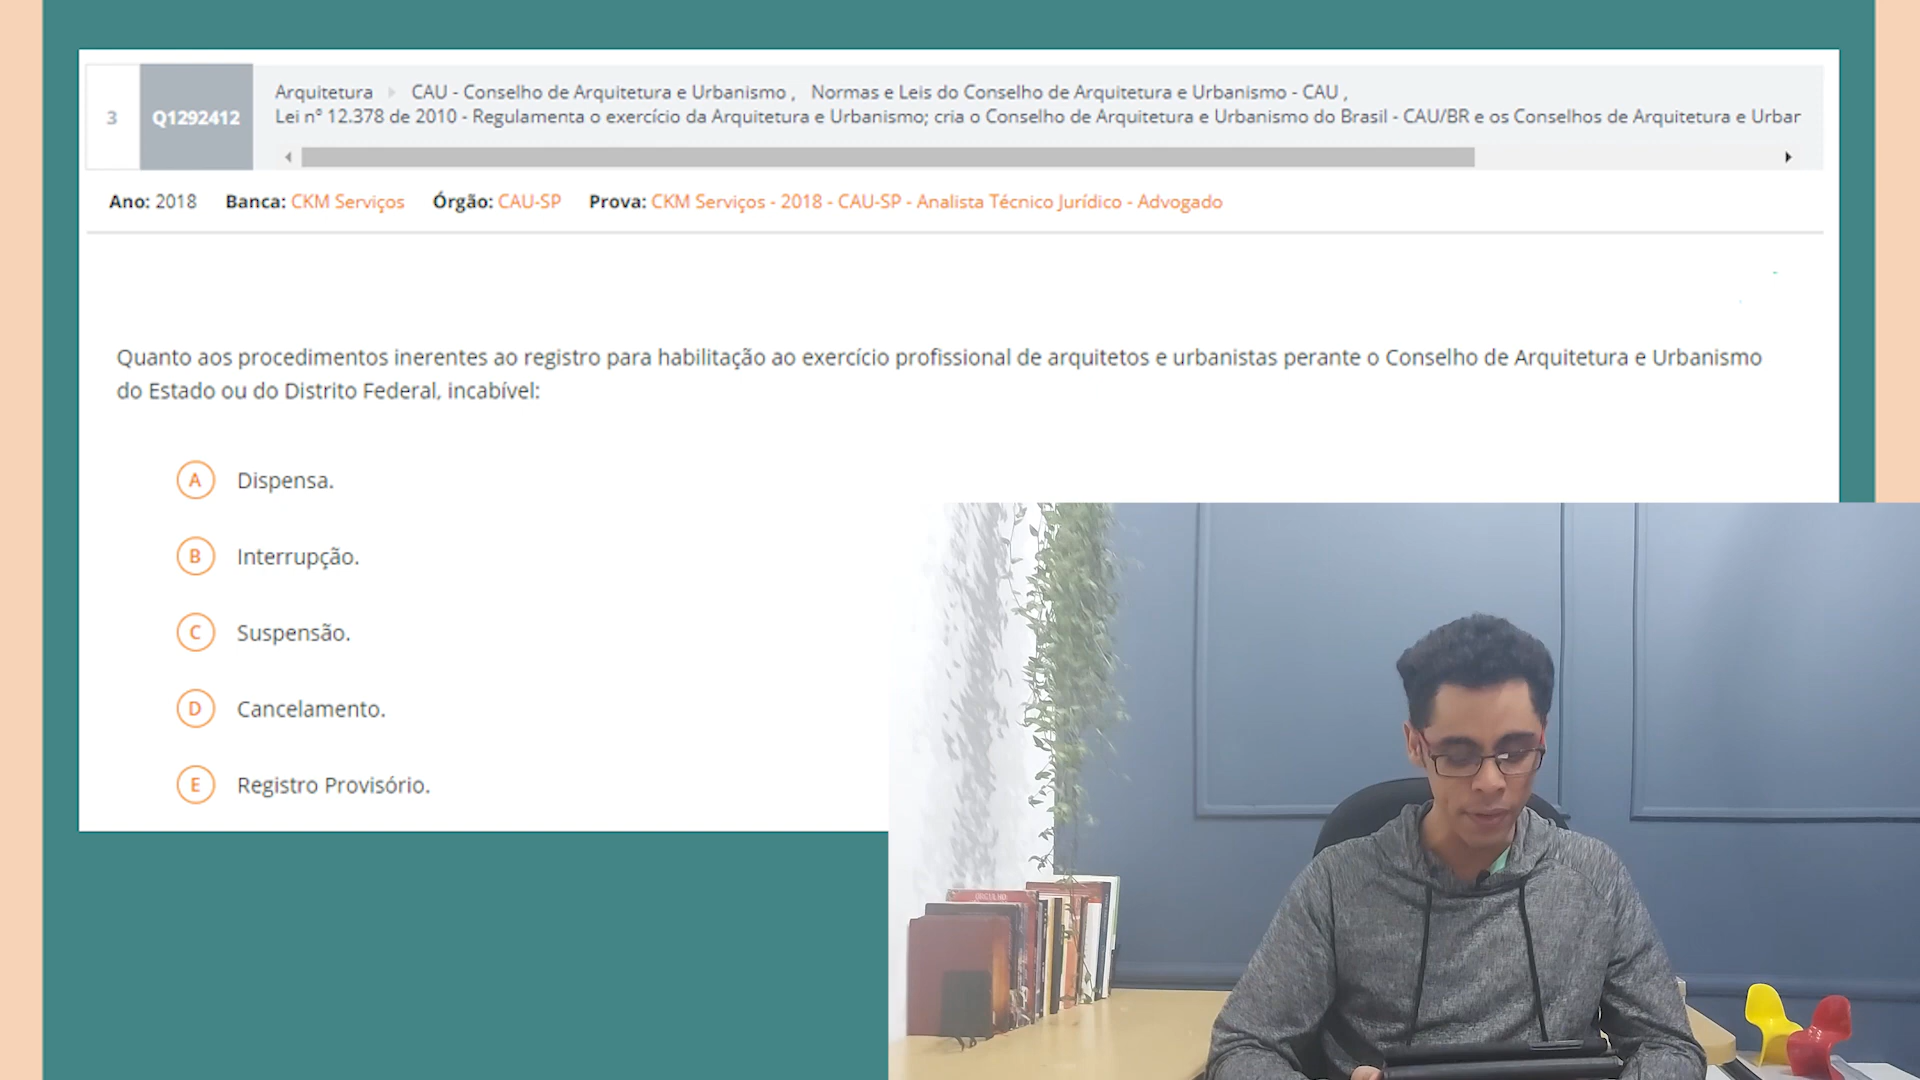 3
Q1292412
Arquitetura CAU - Conselho de Arquitetura e Urbanismo , Normas e Leis do Conselho de Arquitetura e Urbanismo - CAU ,
Lei nº 12.378 de 2010 - Regulamenta o exercício da Arquitetura e Urbanismo; cria o Conselho de Arquitetura e Urbanismo do Brasil - CAU/BR e os Conselhos de Arquitetura e Urbar
Ano: 2018 Banca: CKM Serviços Órgão: CAU-SP Prova: CKM Serviços - 2018 - CAU-SP - Analista Técnico Jurídico - Advogado
Quanto aos procedimentos inerentes ao registro para habilitação ao exercício profissional de arquitetos e urbanistas perante o Conselho de Arquitetura e Urbanismo
do Estado ou do Distrito Federal, incabível:
A Dispensa.
B Interrupção.
C Suspensão.
D Cancelamento.
E Registro Provisório.
ORGULHO